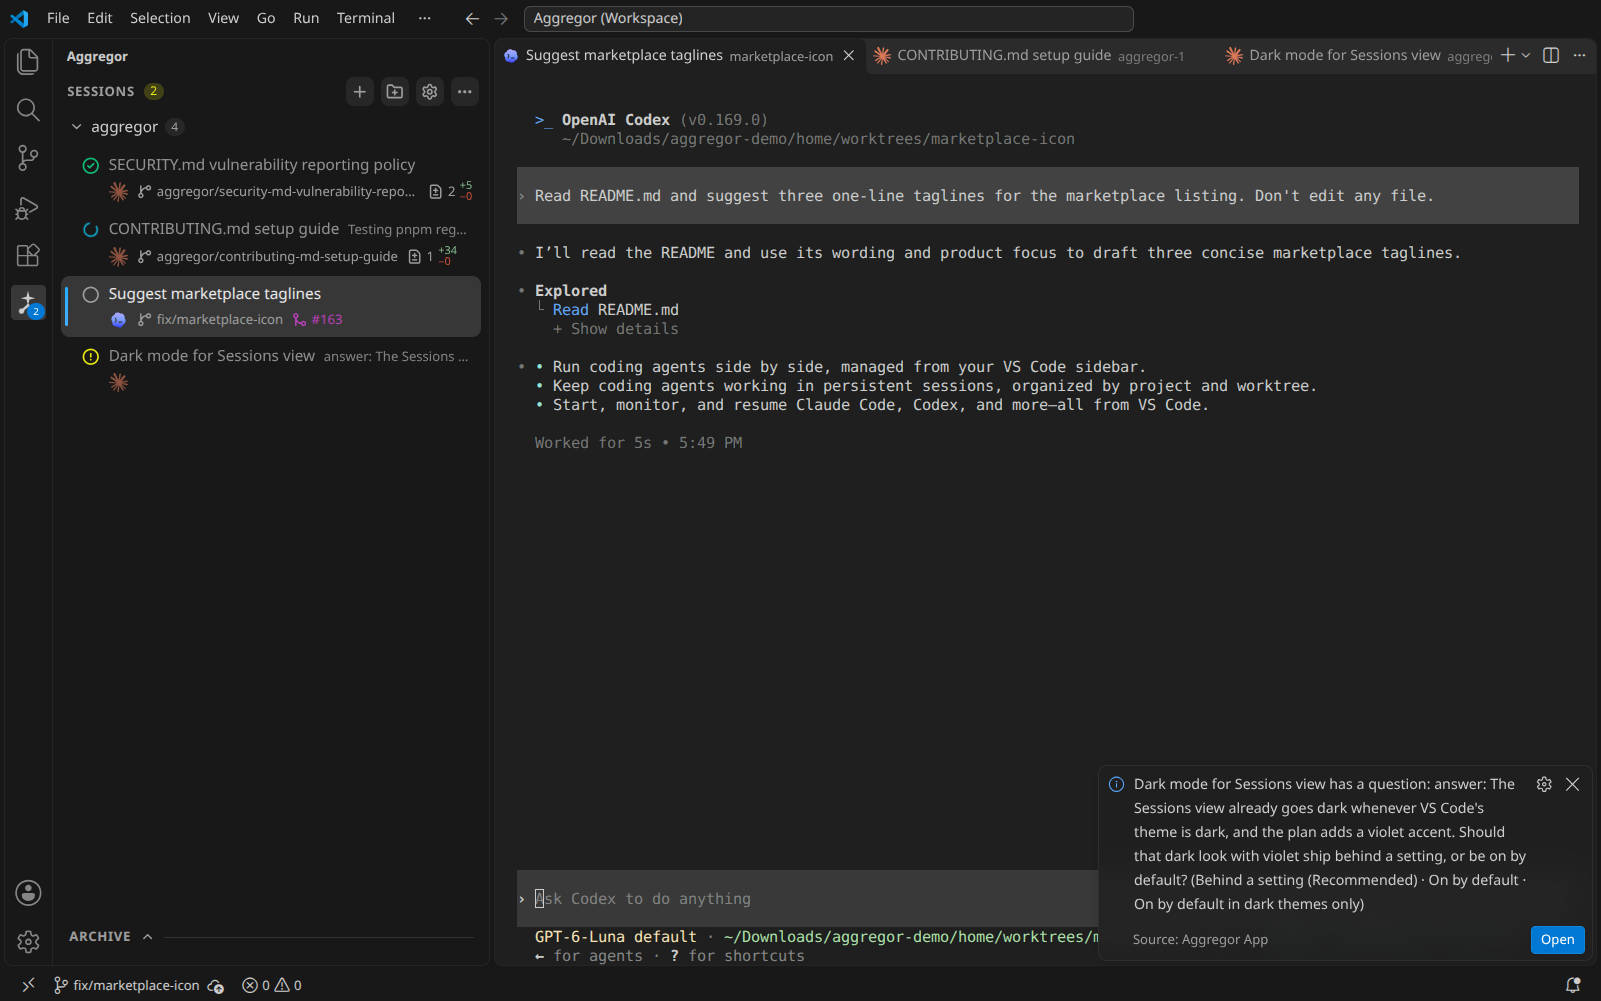 File Edit Selection View Go Run Terminal ···
Aggregor (Workspace)
Aggregor
SESSIONS 2
aggregor 4
SECURITY.md vulnerability reporting policy
aggregor/security-md-vulnerability-repo... 2 +5 −0
CONTRIBUTING.md setup guide Testing pnpm reg...
aggregor/contributing-md-setup-guide 1 +34 −0
Suggest marketplace taglines
fix/marketplace-icon #163
Dark mode for Sessions view answer: The Sessions ...
2
ARCHIVE
Suggest marketplace taglines marketplace-icon
CONTRIBUTING.md setup guide aggregor-1
Dark mode for Sessions view aggreg
>_ OpenAI Codex (v0.169.0)
~/Downloads/aggregor-demo/home/worktrees/marketplace-icon
› Read README.md and suggest three one-line taglines for the marketplace listing. Don't edit any file.
• I’ll read the README and use its wording and product focus to draft three concise marketplace taglines.
• Explored
└ Read README.md
+ Show details
• • Run coding agents side by side, managed from your VS Code sidebar.
• Keep coding agents working in persistent sessions, organized by project and worktree.
• Start, monitor, and resume Claude Code, Codex, and more—all from VS Code.
Worked for 5s • 5:49 PM
› Ask Codex to do anything
GPT-6-Luna default · ~/Downloads/aggregor-demo/home/worktrees/m
← for agents · ? for shortcuts
Dark mode for Sessions view has a question: answer: The
Sessions view already goes dark whenever VS Code's
theme is dark, and the plan adds a violet accent. Should
that dark look with violet ship behind a setting, or be on by
default? (Behind a setting (Recommended) · On by default ·
On by default in dark themes only)
Source: Aggregor App
Open
fix/marketplace-icon 0 0